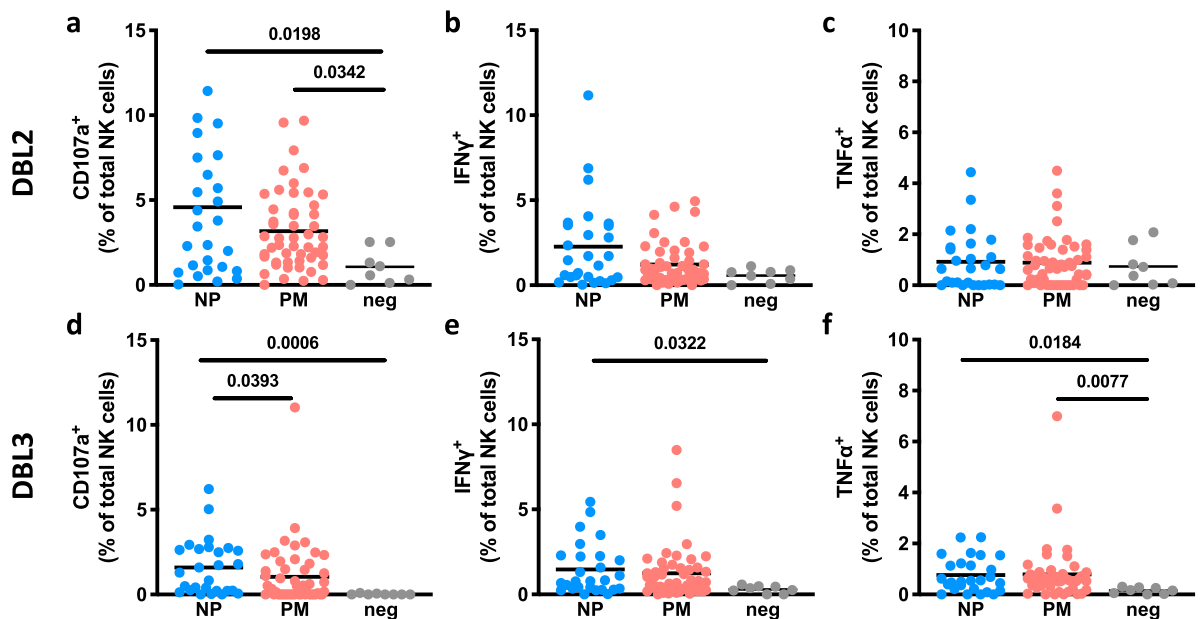 a
b
c
DBL2
CD107a⁺
(% of total NK cells)
15
10
5
0
0.0198
0.0342
NP
PM
neg
IFNγ⁺
(% of total NK cells)
15
10
5
0
NP
PM
neg
TNFα⁺
(% of total NK cells)
10
8
6
4
2
0
NP
PM
neg
d
e
f
DBL3
CD107a⁺
(% of total NK cells)
15
10
5
0
0.0006
0.0393
NP
PM
neg
IFNγ⁺
(% of total NK cells)
15
10
5
0
0.0322
NP
PM
neg
TNFα⁺
(% of total NK cells)
10
8
6
4
2
0
0.0184
0.0077
NP
PM
neg